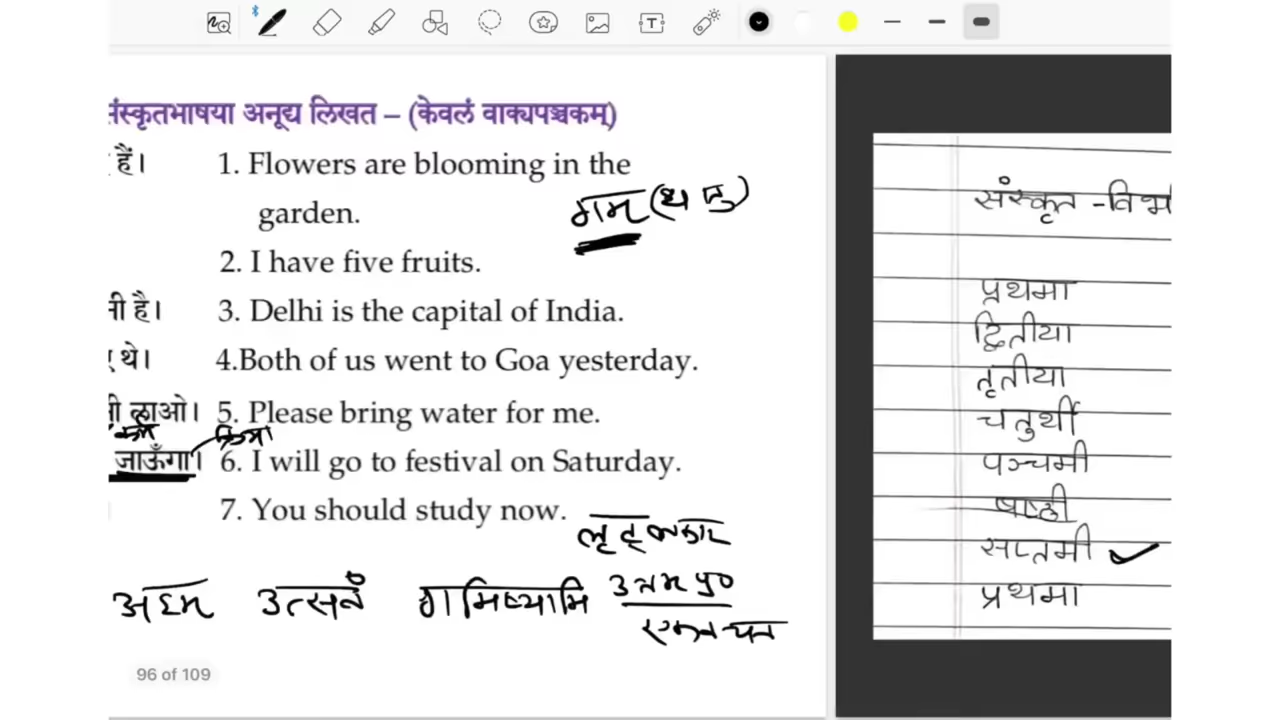 संस्कृतभाषया अनूद्य लिखत – (केवलं वाक्यपञ्चकम्)
हैं। 1. Flowers are blooming in the
garden.
गम् (धातु)
2. I have five fruits.
नी है। 3. Delhi is the capital of India.
थे। 4.Both of us went to Goa yesterday.
लाओ। 5. Please bring water for me.
क्रिया
जाऊँगा। 6. I will go to festival on Saturday.
7. You should study now.
लृट् लकार
अहम् उत्सवं गमिष्यामि उत्तम पु०
एकवचन
96 of 109
संस्कृत -विभ
प्रथमा
द्वितीया
तृतीया
चतुर्थी
पञ्चमी
षष्ठी
सप्तमी
प्रथमा